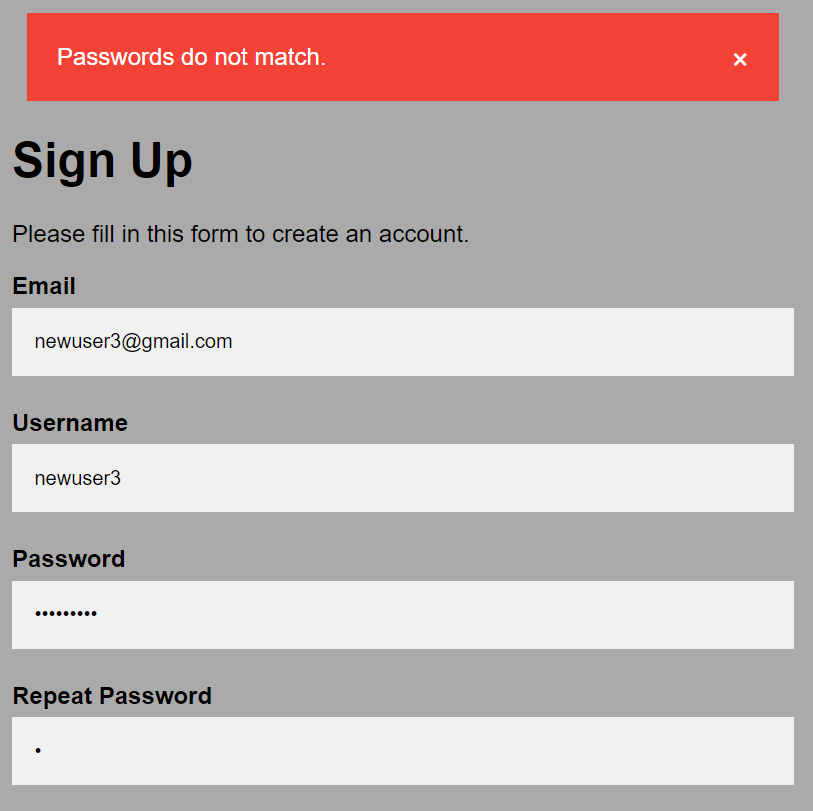 Passwords do not match. ×
Sign Up
Please fill in this form to create an account.
Email
newuser3@gmail.com
Username
newuser3
Password
•••••••••
Repeat Password
•